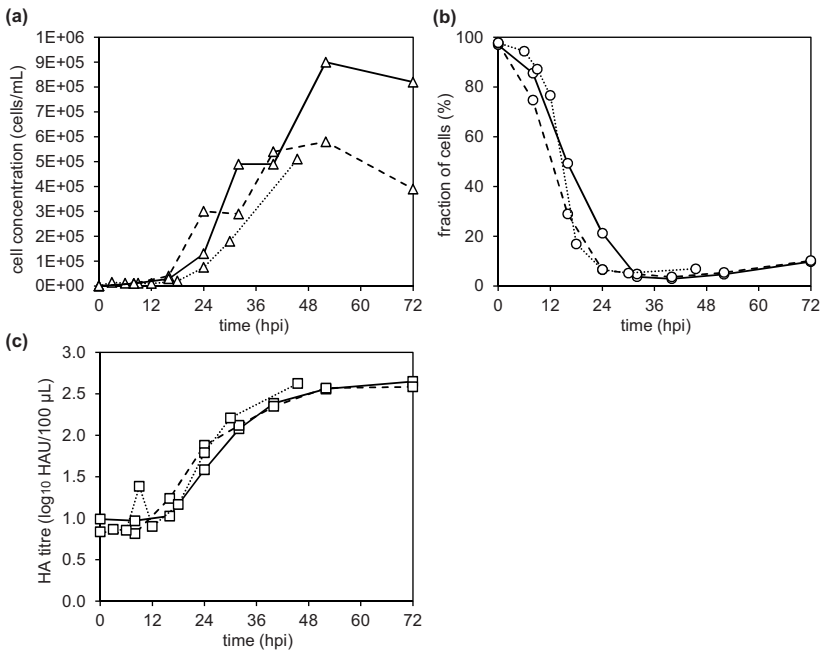 (a)
cell concentration (cells/mL)
1E+06
9E+05
8E+05
7E+05
6E+05
5E+05
4E+05
3E+05
2E+05
1E+05
0E+00
0 12 24 36 48 60 72
time (hpi)
(b)
fraction of cells (%)
100
80
60
40
20
0
0 12 24 36 48 60 72
time (hpi)
(c)
HA titre (log₁₀ HAU/100 µL)
3.0
2.5
2.0
1.5
1.0
0.5
0.0
0 12 24 36 48 60 72
time (hpi)